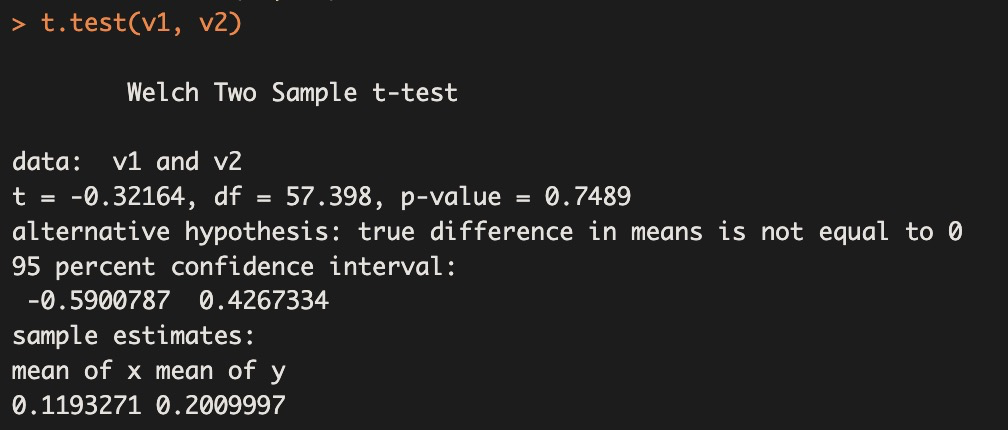 > t.test(v1, v2)
Welch Two Sample t-test
data:  v1 and v2
t = -0.32164, df = 57.398, p-value = 0.7489
alternative hypothesis: true difference in means is not equal to 0
95 percent confidence interval:
 -0.5900787  0.4267334
sample estimates:
mean of x mean of y
0.1193271 0.2009997